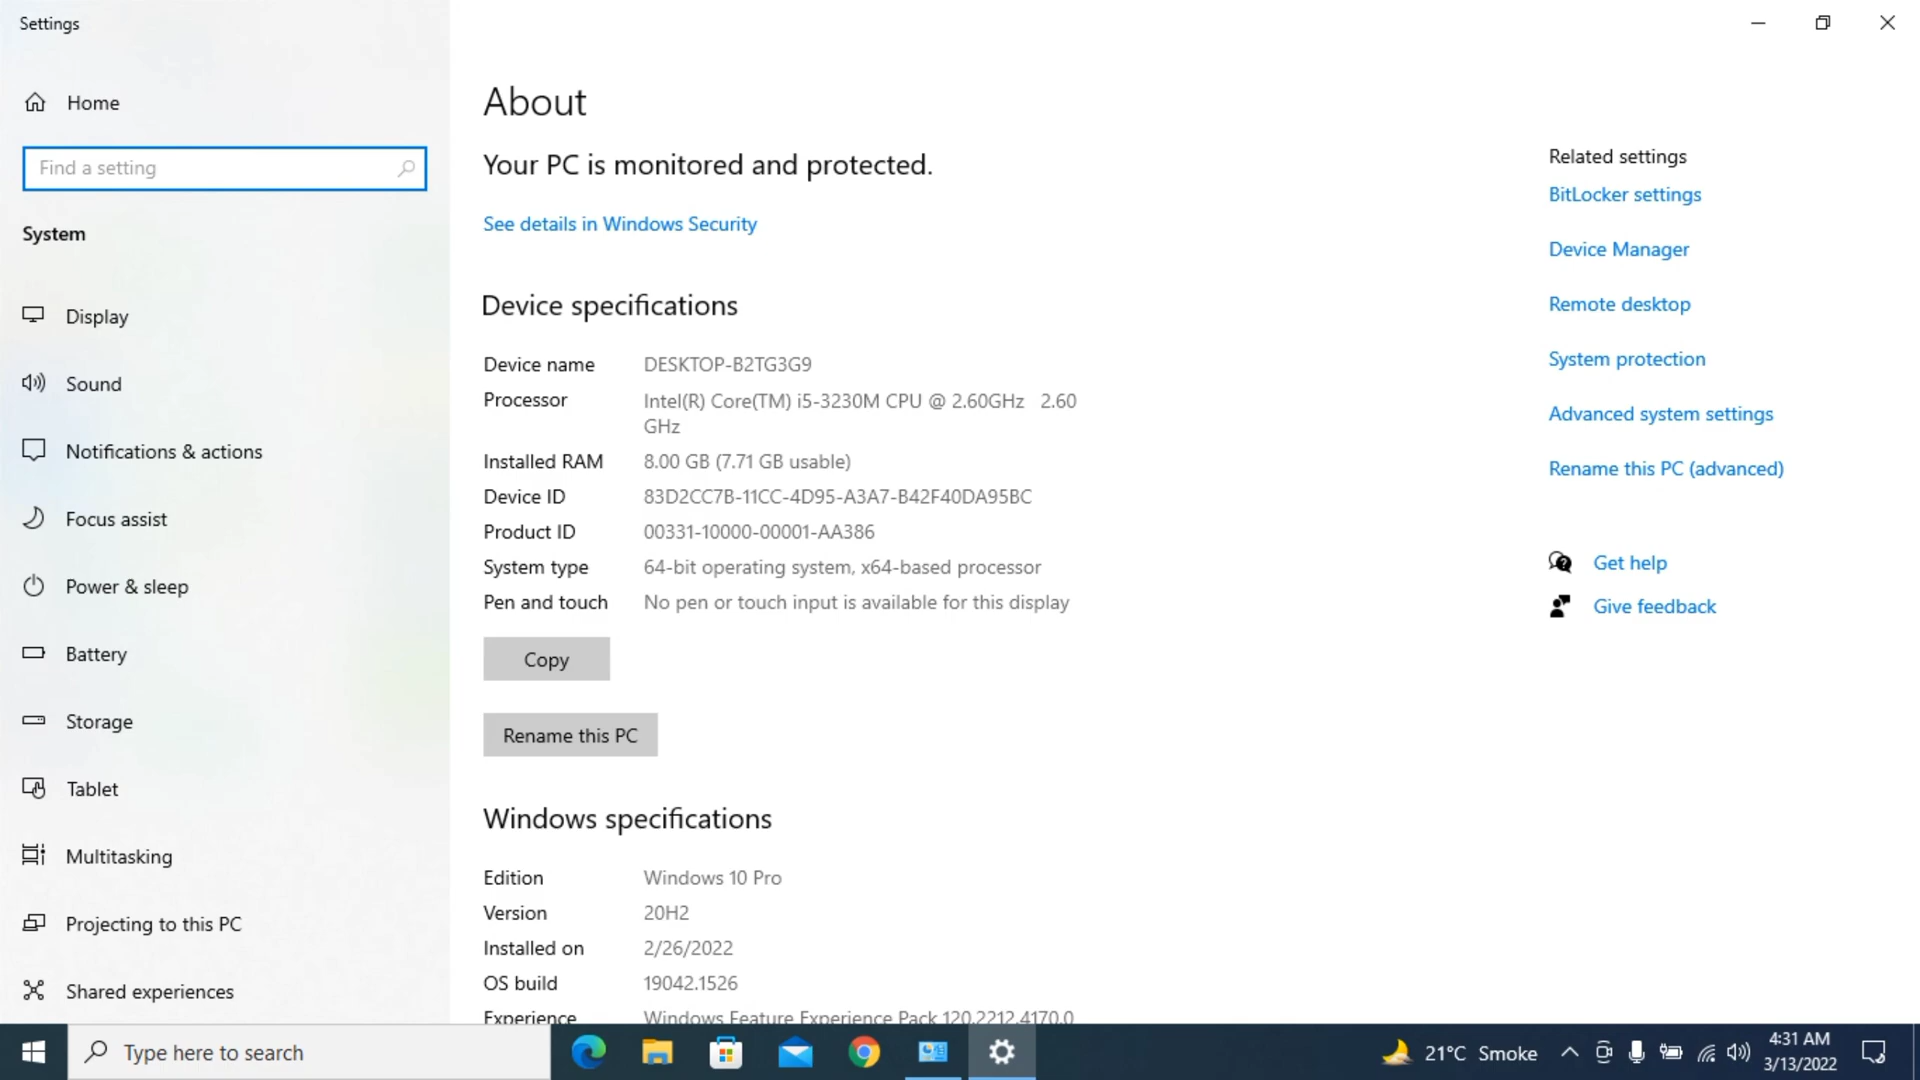 Settings
Home
Find a setting
System
Display
Sound
Notifications & actions
Focus assist
Power & sleep
Battery
Storage
Tablet
Multitasking
Projecting to this PC
Shared experiences
About
Your PC is monitored and protected.
See details in Windows Security
Device specifications
Device name DESKTOP-B2TG3G9
Processor Intel(R) Core(TM) i5-3230M CPU @ 2.60GHz 2.60
GHz
Installed RAM 8.00 GB (7.71 GB usable)
Device ID 83D2CC7B-11CC-4D95-A3A7-B42F40DA95BC
Product ID 00331-10000-00001-AA386
System type 64-bit operating system, x64-based processor
Pen and touch No pen or touch input is available for this display
Copy
Rename this PC
Windows specifications
Edition Windows 10 Pro
Version 20H2
Installed on 2/26/2022
OS build 19042.1526
Experience Windows Feature Experience Pack 120.2212.4170.0
Related settings
BitLocker settings
Device Manager
Remote desktop
System protection
Advanced system settings
Rename this PC (advanced)
Get help
Give feedback
Type here to search
21°C Smoke
4:31 AM
3/13/2022